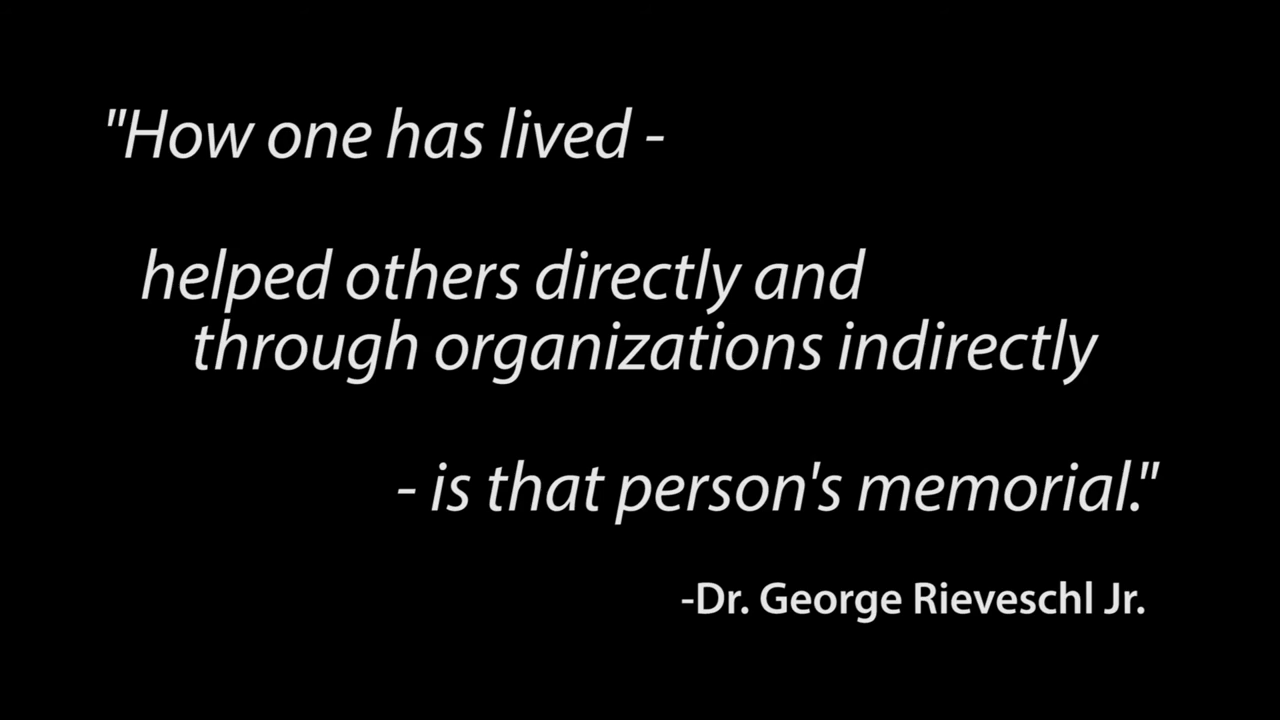 "How one has lived -
helped others directly and
through organizations indirectly
- is that person's memorial."
-Dr. George Rieveschl Jr.